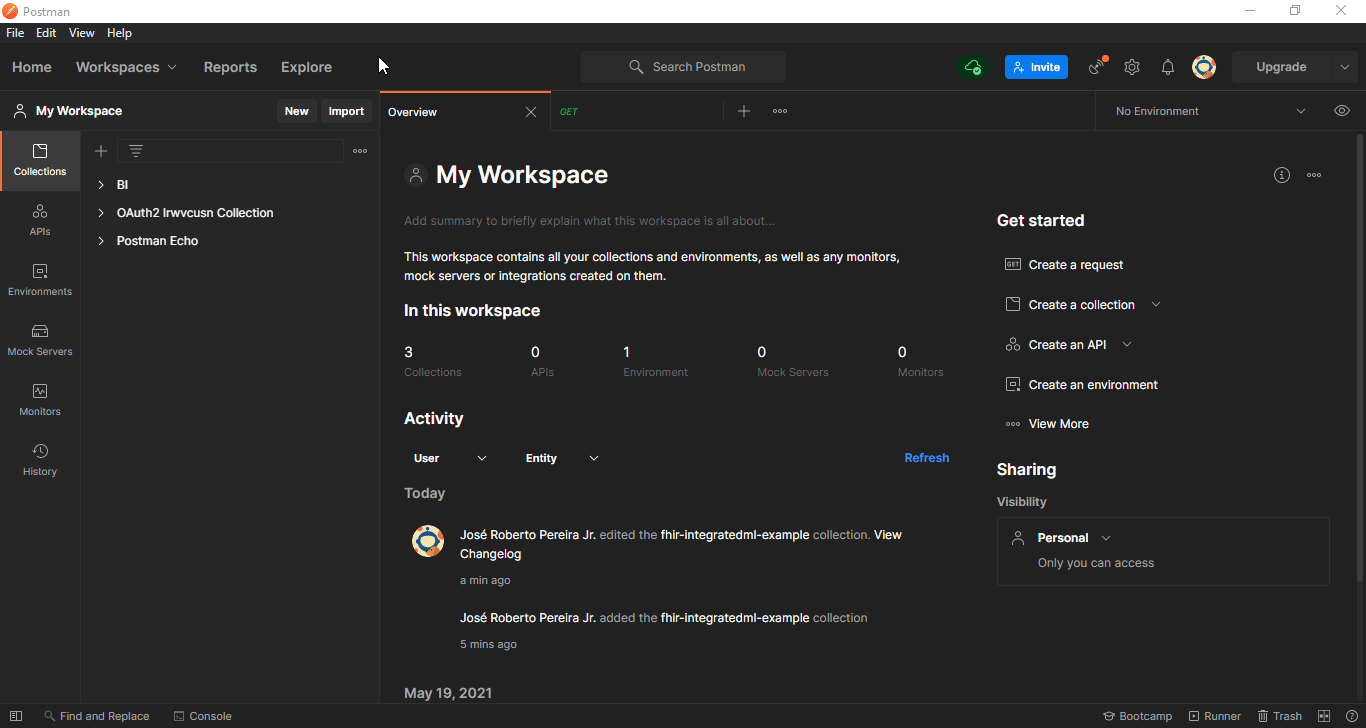 Postman
File Edit View Help
Home Workspaces Reports Explore
Search Postman
Invite
Upgrade
My Workspace
New Import
Overview
GET
No Environment
Collections
APIs
Environments
Mock Servers
Monitors
History
BI
OAuth2 Irwvcusn Collection
Postman Echo
My Workspace
Add summary to briefly explain what this workspace is all about...
This workspace contains all your collections and environments, as well as any monitors,
mock servers or integrations created on them.
In this workspace
3 0 1 0 0
Collections APIs Environment Mock Servers Monitors
Activity
User Entity Refresh
Today
José Roberto Pereira Jr. edited the fhir-integratedml-example collection. View
Changelog
a min ago
José Roberto Pereira Jr. added the fhir-integratedml-example collection
5 mins ago
May 19, 2021
Get started
GET Create a request
Create a collection
Create an API
Create an environment
View More
Sharing
Visibility
Personal
Only you can access
Find and Replace Console
Bootcamp Runner Trash